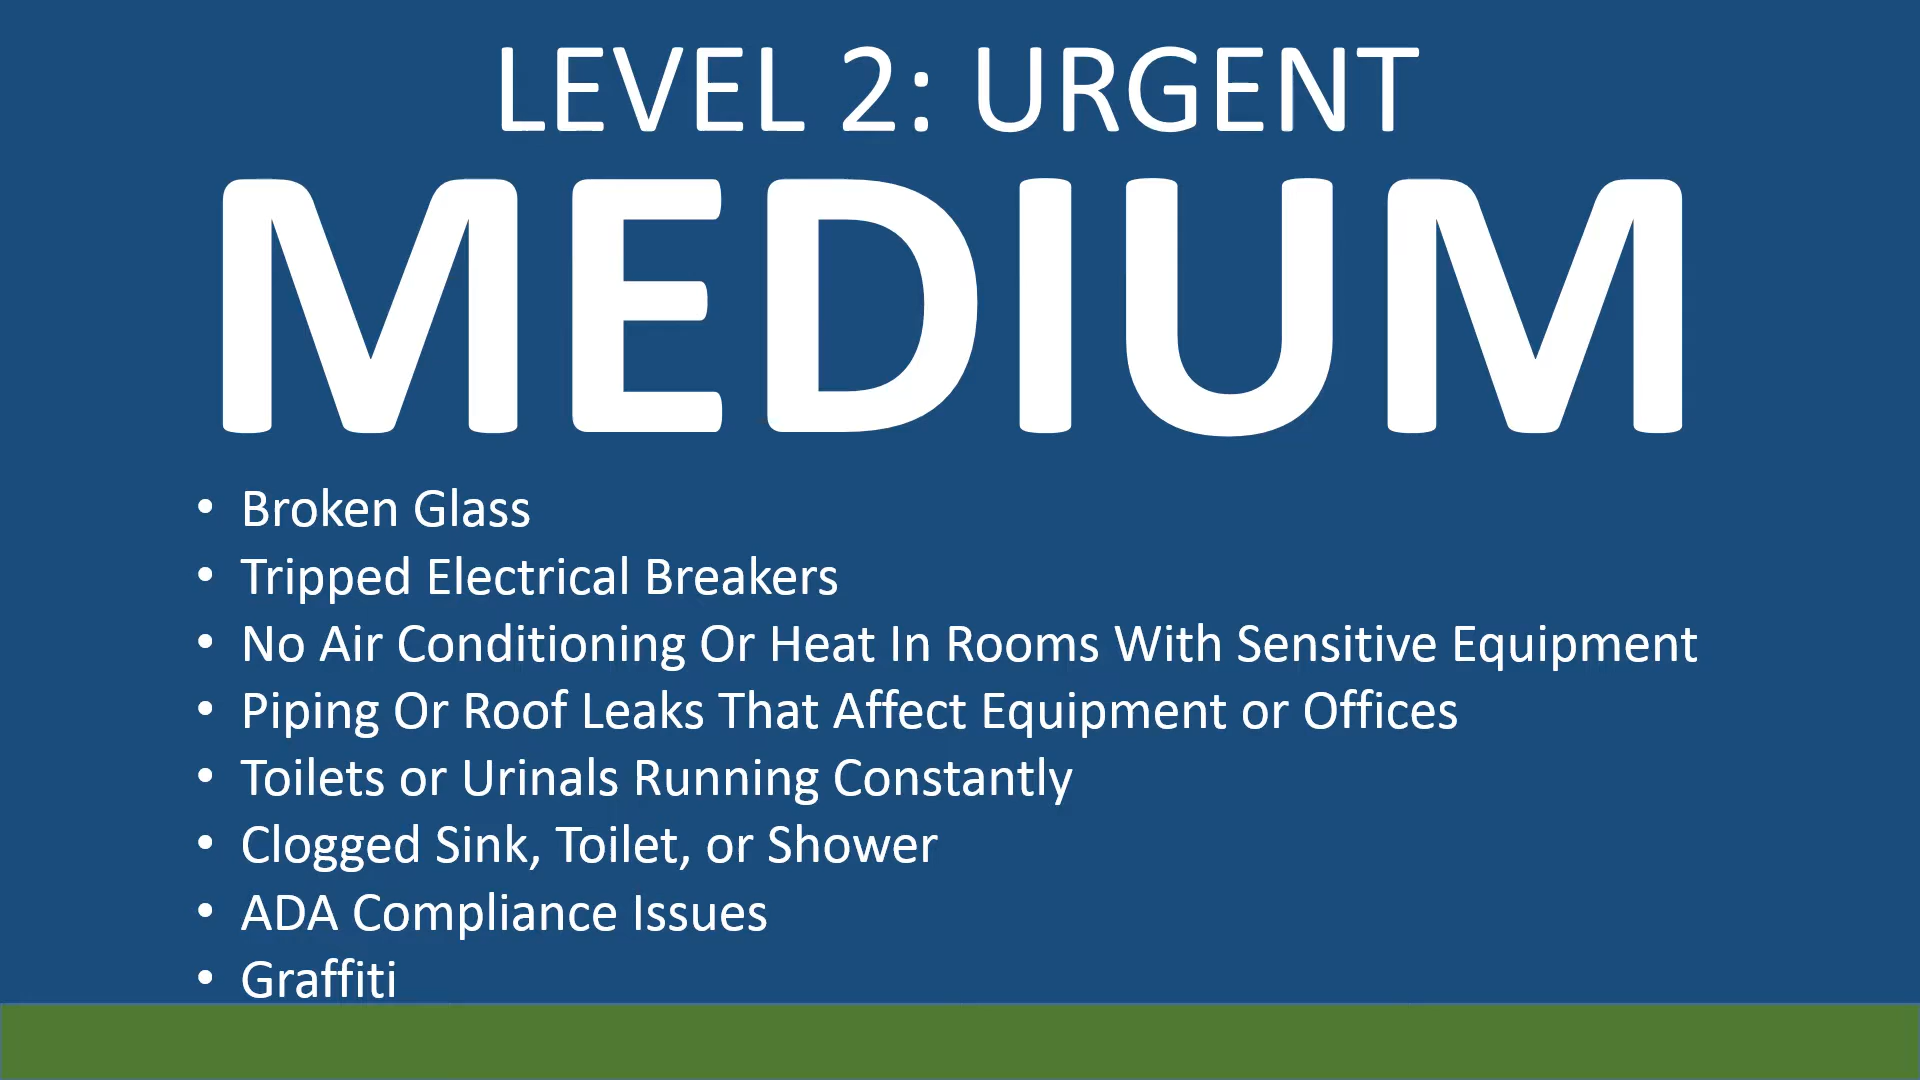 LEVEL 2: URGENT
MEDIUM
• Broken Glass
• Tripped Electrical Breakers
• No Air Conditioning Or Heat In Rooms With Sensitive Equipment
• Piping Or Roof Leaks That Affect Equipment or Offices
• Toilets or Urinals Running Constantly
• Clogged Sink, Toilet, or Shower
• ADA Compliance Issues
• Graffiti